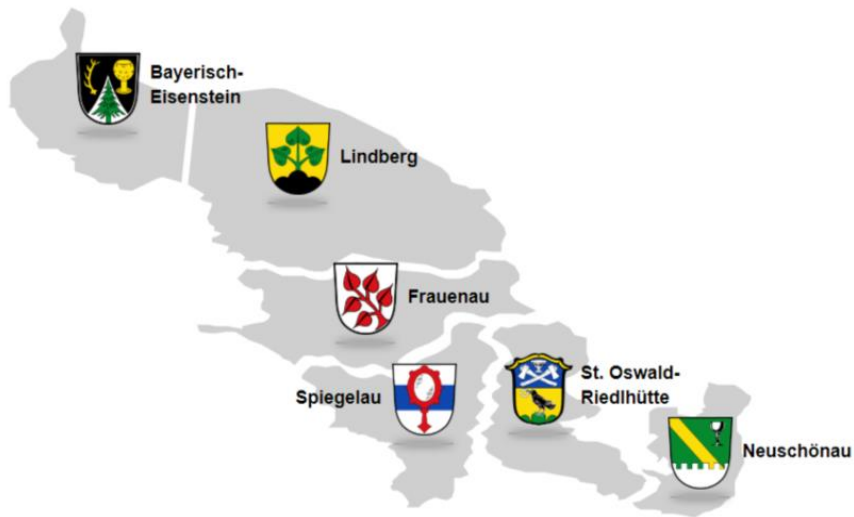 Bayerisch-
Eisenstein
Lindberg
Frauenau
Spiegelau
St. Oswald-
Riedlhütte
Neuschönau